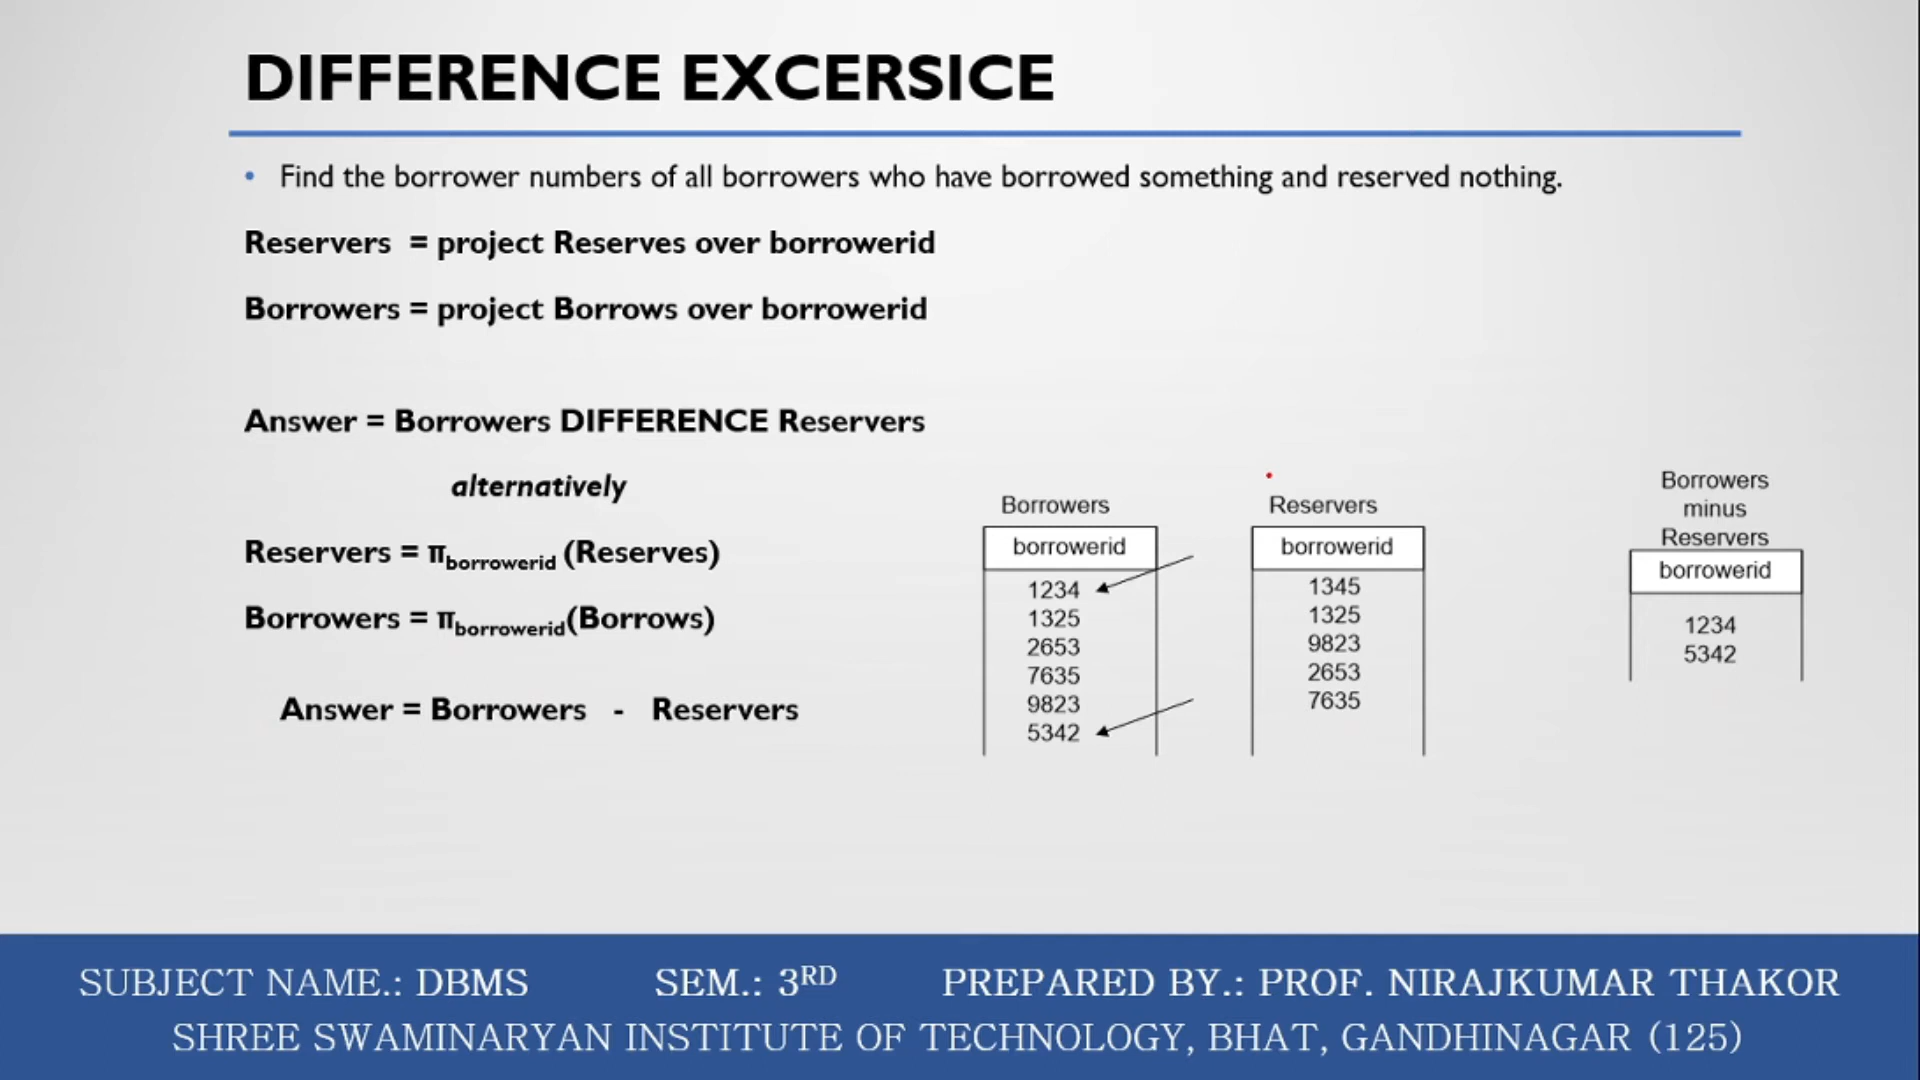 DIFFERENCE EXCERSICE
• Find the borrower numbers of all borrowers who have borrowed something and reserved nothing.
Reservers = project Reserves over borrowerid
Borrowers = project Borrows over borrowerid
Answer = Borrowers DIFFERENCE Reservers
alternatively
Reservers = πborrowerid (Reserves)
Borrowers = πborrowerid(Borrows)
Answer = Borrowers - Reservers
Borrowers
borrowerid
1234
1325
2653
7635
9823
5342
Reservers
borrowerid
1345
1325
9823
2653
7635
Borrowers
minus
Reservers
borrowerid
1234
5342
SUBJECT NAME.: DBMS SEM.: 3RD PREPARED BY.: PROF. NIRAJKUMAR THAKOR
SHREE SWAMINARYAN INSTITUTE OF TECHNOLOGY, BHAT, GANDHINAGAR (125)